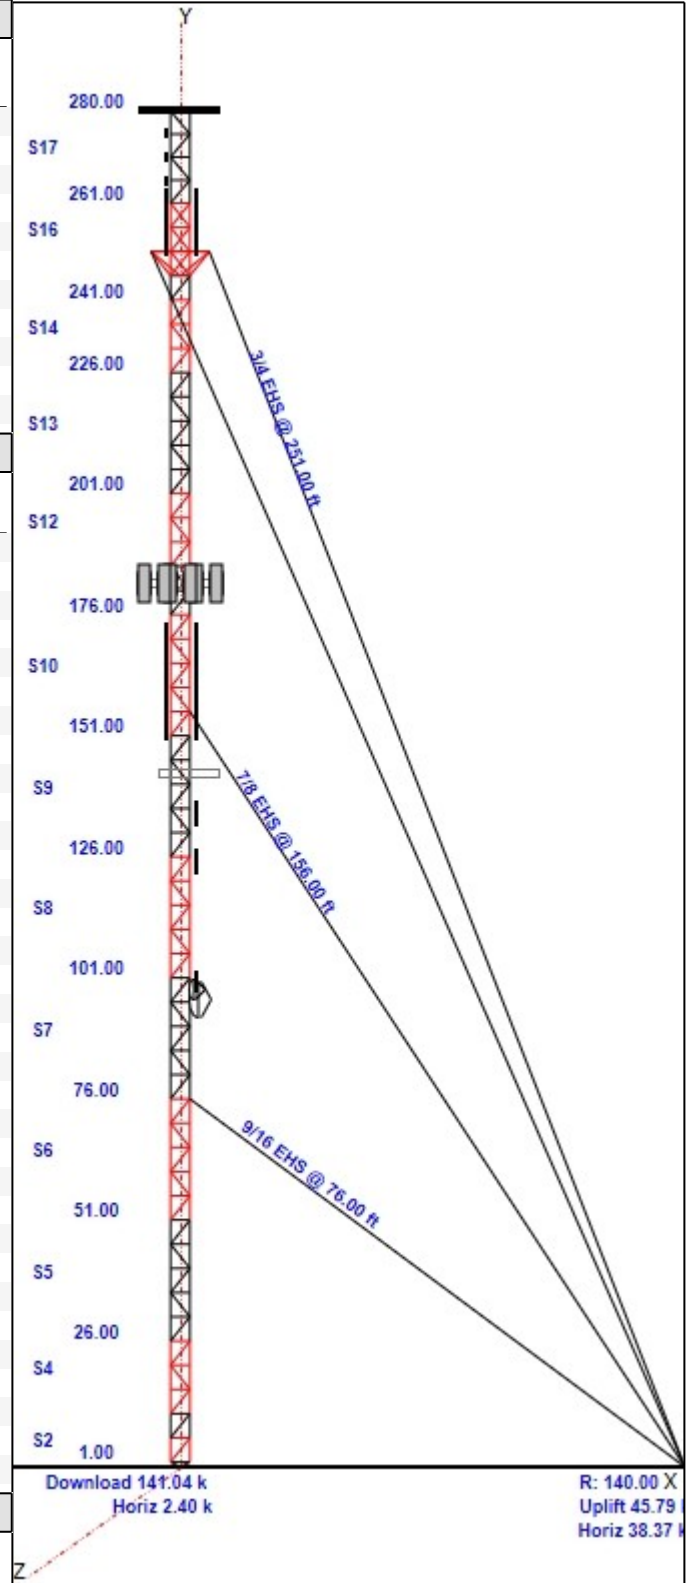 Y
280.00
S17
261.00
S16
241.00
S14
226.00
3/4 EHS @ 251.00 ft
S13
201.00
S12
176.00
S10
151.00
7/8 EHS @ 156.00 ft
S9
126.00
S8
101.00
S7
76.00
9/16 EHS @ 76.00 ft
S6
51.00
S5
26.00
S4
S2
1.00
Download 141.04 k
Horiz 2.40 k
R: 140.00 X
Uplift 45.79
Horiz 38.37 k
Z